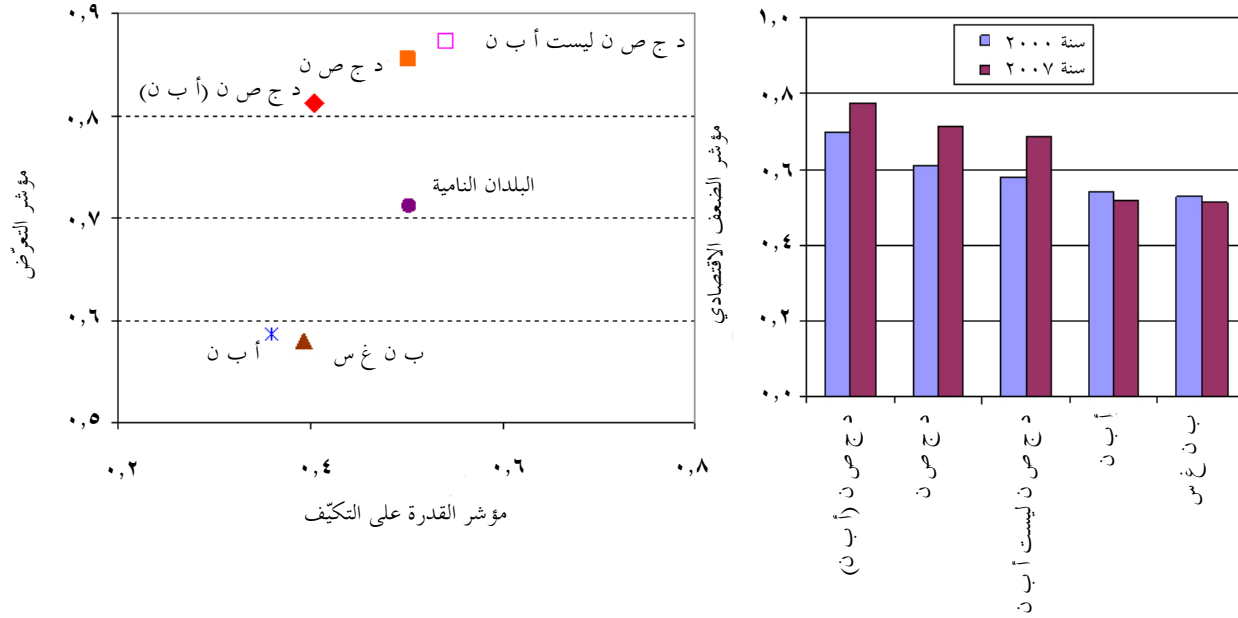 ٠,٩
٠,٨
٠,٧
٠,٦
٠,٥
مؤشر التعرّض
د ج ص ن ليست أ ب ن
د ج ص ن
د ج ص ن (أ ب ن)
البلدان النامية
أ ب ن
ب ن غ س
٠,٢
٠,٤
٠,٦
٠,٨
مؤشر القدرة على التكيّف
١,٠
٠,٨
٠,٦
٠,٤
٠,٢
٠,٠
مؤشر الضعف الاقتصادي
سنة ٢٠٠٠
سنة ٢٠٠٧
د ج ص ن (أ ب ن)
د ج ص ن
د ج ص ن ليست أ ب ن
أ ب ن
ب ن غ س